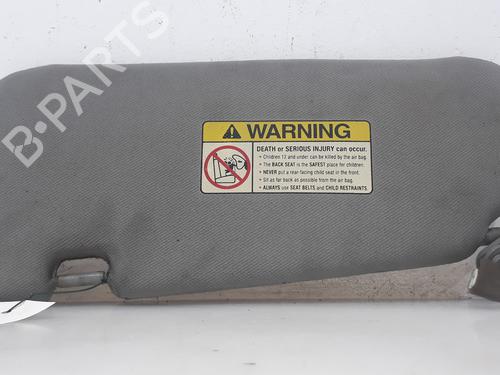 B-PARTS
WARNING
DEATH or SERIOUS INJURY can occur.
• Children 12 and under can be killed by the air bag.
• The BACK SEAT is the SAFEST place for children.
• NEVER put a rear-facing child seat in the front.
• Sit as far back as possible from the air bag.
• ALWAYS use SEAT BELTS and CHILD RESTRAINTS.